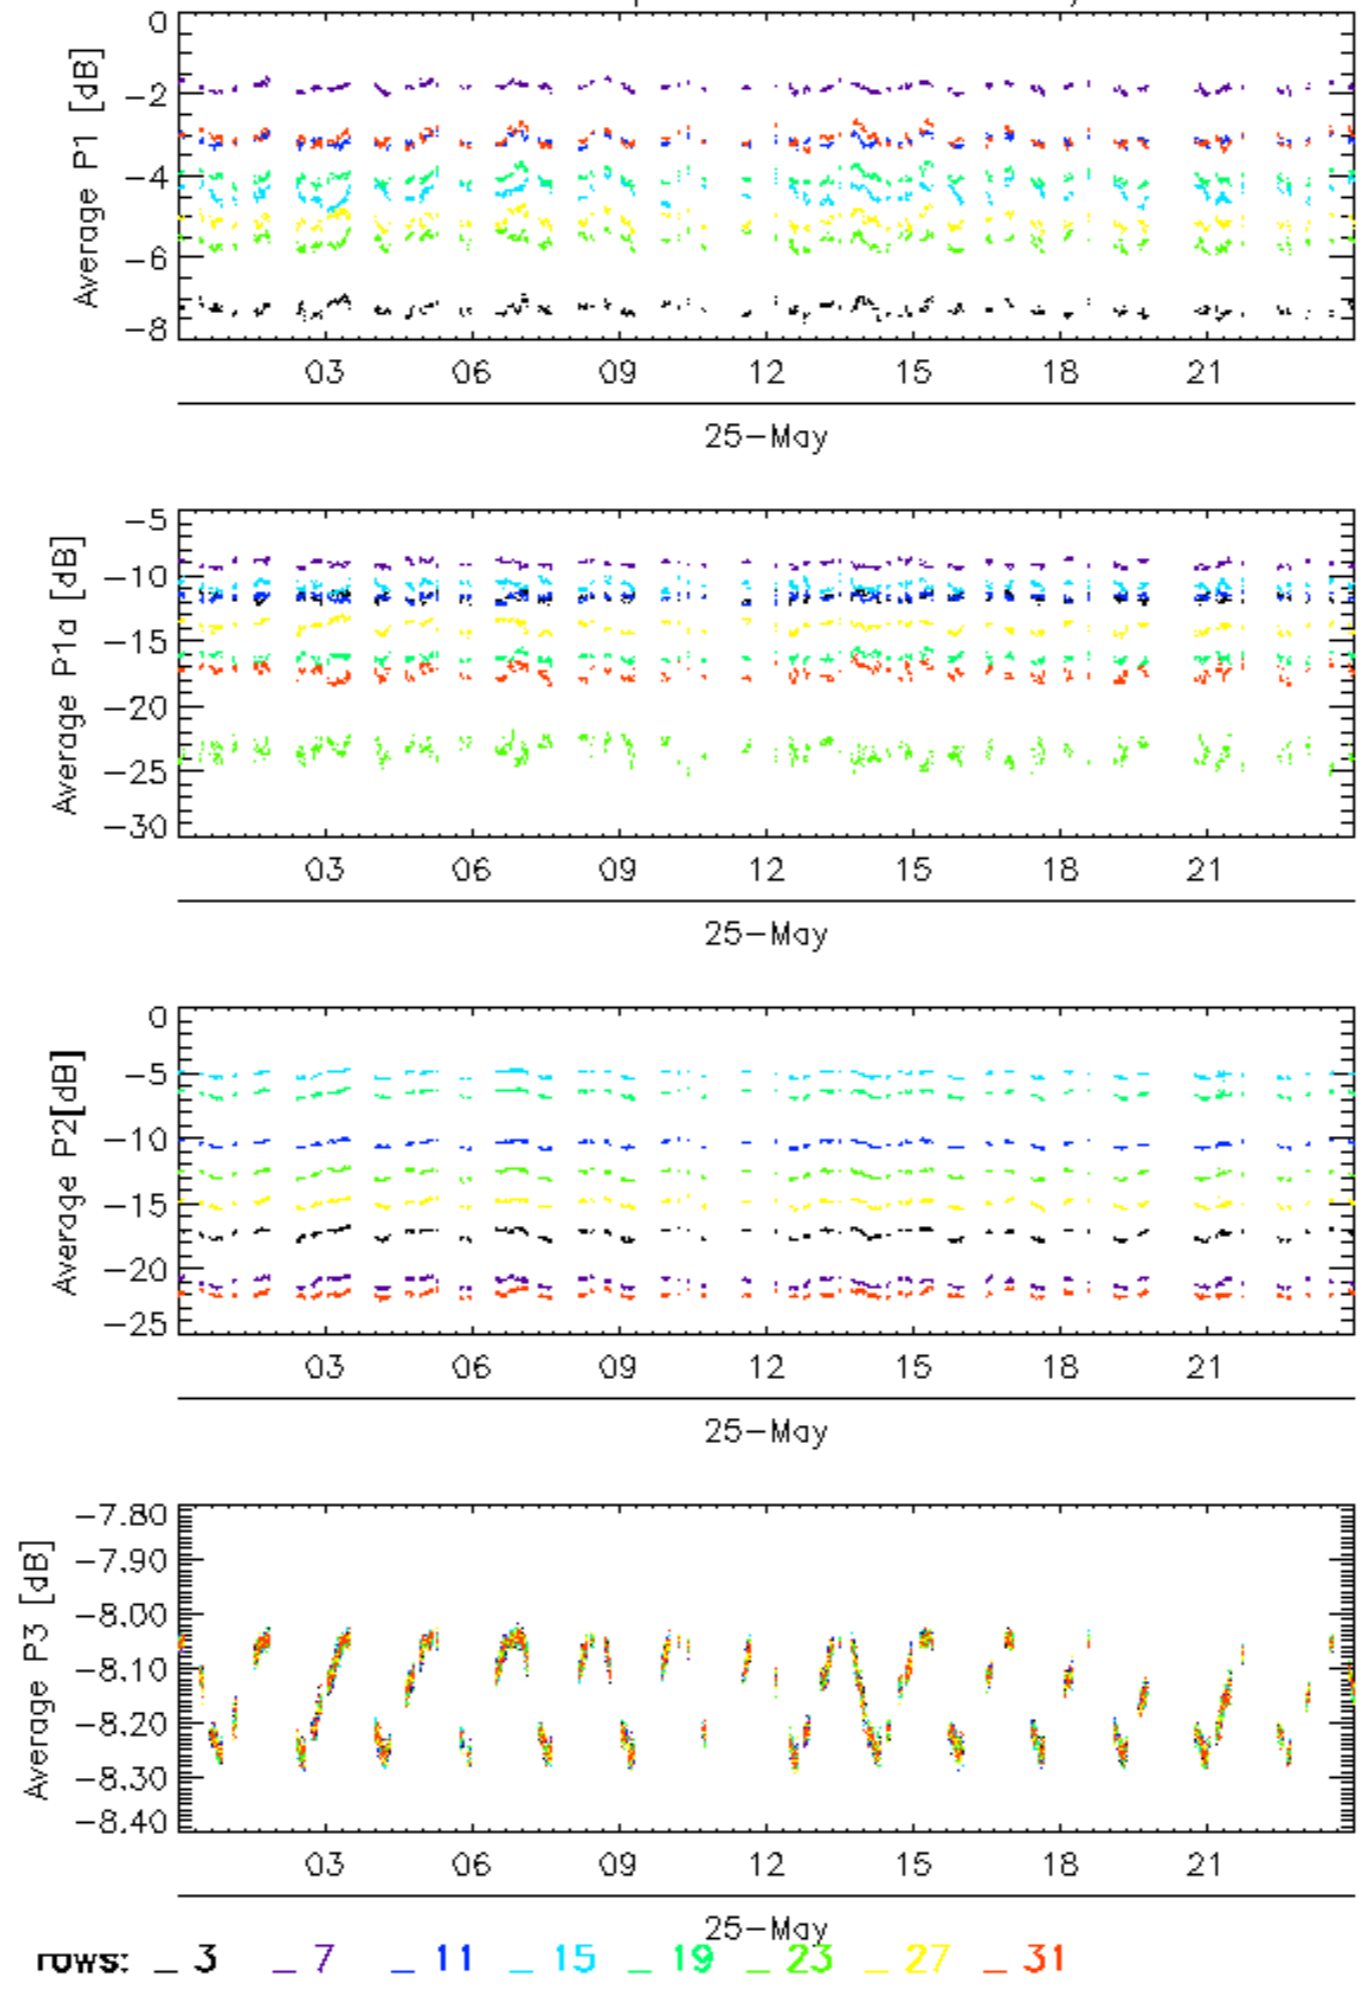 0
Average P1 [dB]
-2
-4
-6
-8
03 06 09 12 15 18 21
25-May
-5
Average P1a [dB]
-10
-15
-20
-25
-30
03 06 09 12 15 18 21
25-May
0
Average P2[dB]
-5
-10
-15
-20
-25
03 06 09 12 15 18 21
25-May
-7.80
Average P3 [dB]
-7.90
-8.00
-8.10
-8.20
-8.30
-8.40
03 06 09 12 15 18 21
25-May
rows: _ 3 _ 7 _ 11 _ 15 _ 19 _ 23 _ 27 _ 31